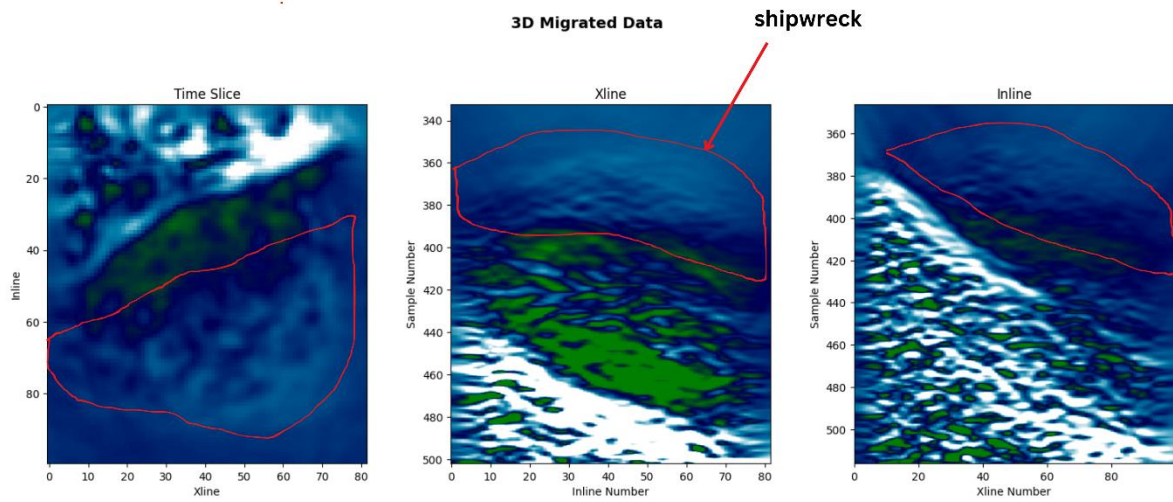 3D Migrated Data
shipwreck
Time Slice
0
20
40
60
80
Inline
0 10 20 30 40 50 60 70 80
Xline
Xline
340
360
380
400
420
440
460
480
500
Sample Number
0 10 20 30 40 50 60 70 80
Inline Number
Inline
340
360
380
400
420
440
460
480
500
Sample Number
0 20 40 60 80
Xline Number